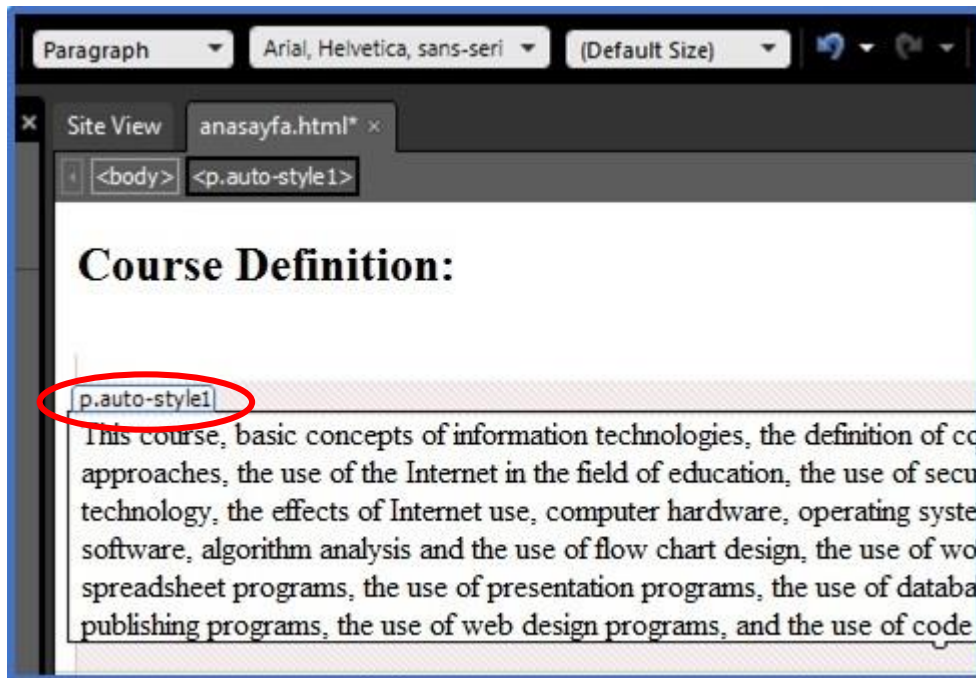 Paragraph Arial, Helvetica, sans-seri (Default Size)
Site View anasayfa.html* ×
<body> <p.auto-style1>
Course Definition:
p.auto-style1
This course, basic concepts of information technologies, the definition of co
approaches, the use of the Internet in the field of education, the use of secu
technology, the effects of Internet use, computer hardware, operating syste
software, algorithm analysis and the use of flow chart design, the use of wo
spreadsheet programs, the use of presentation programs, the use of databa
publishing programs, the use of web design programs, and the use of code